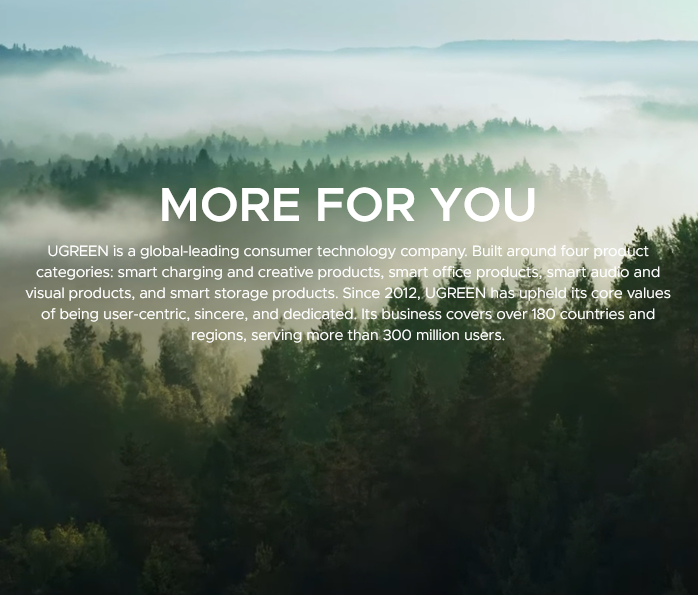 MORE FOR YOU
UGREEN is a global-leading consumer technology company. Built around four product
categories: smart charging and creative products, smart office products, smart audio and
visual products, and smart storage products. Since 2012, UGREEN has upheld its core values
of being user-centric, sincere, and dedicated. Its business covers over 180 countries and
regions, serving more than 300 million users.